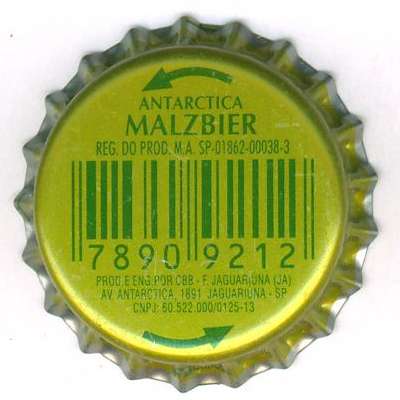 ANTARCTICA
MALZBIER
REG. DO PROD. M.A. SP-01862-00038-3
7890 9212
PROD.E ENG.POR CBB - F. JAGUARIÚNA (JA)
AV. ANTARCTICA, 1891 JAGUARIUNA - SP
CNPJ: 60.522.000/0125-13